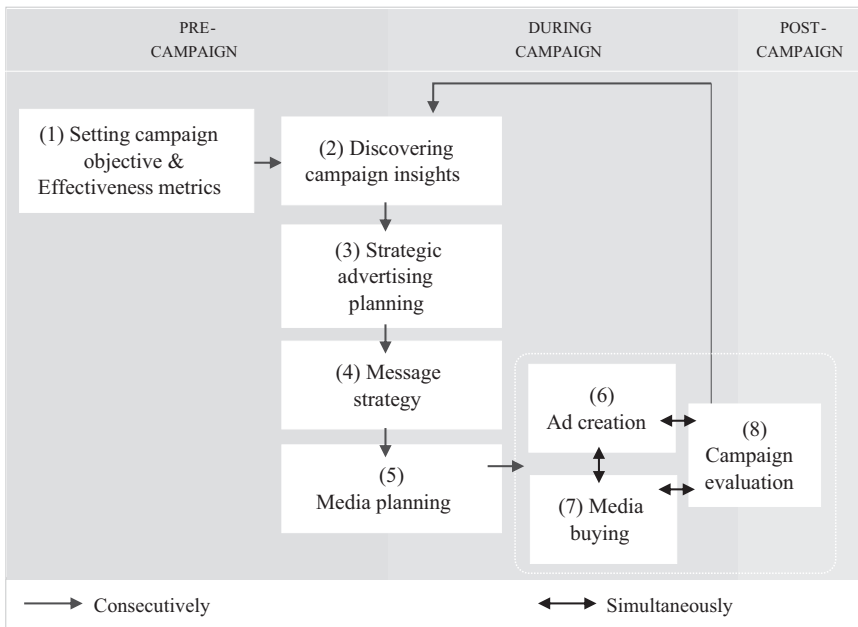 PRE-
CAMPAIGN
DURING
CAMPAIGN
POST-
CAMPAIGN
(1) Setting campaign
objective &
Effectiveness metrics
(2) Discovering
campaign insights
(3) Strategic
advertising
planning
(4) Message
strategy
(5)
Media planning
(6)
Ad creation
(7) Media
buying
(8)
Campaign
evaluation
Consecutively
Simultaneously